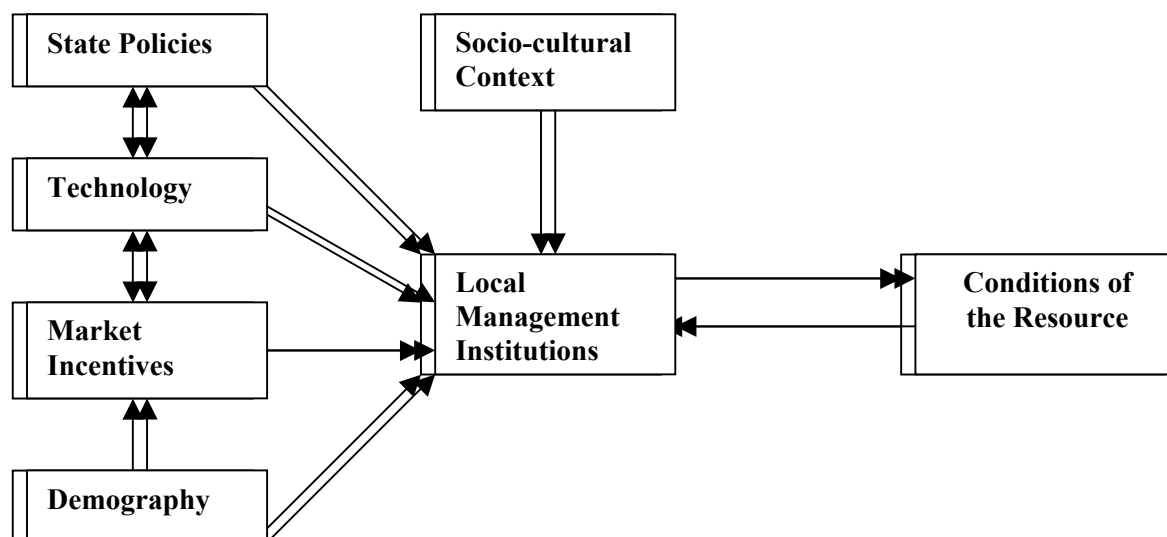 State Policies
Socio-cultural
Context
Technology
Local
Management
Institutions
Conditions of
the Resource
Market
Incentives
Demography